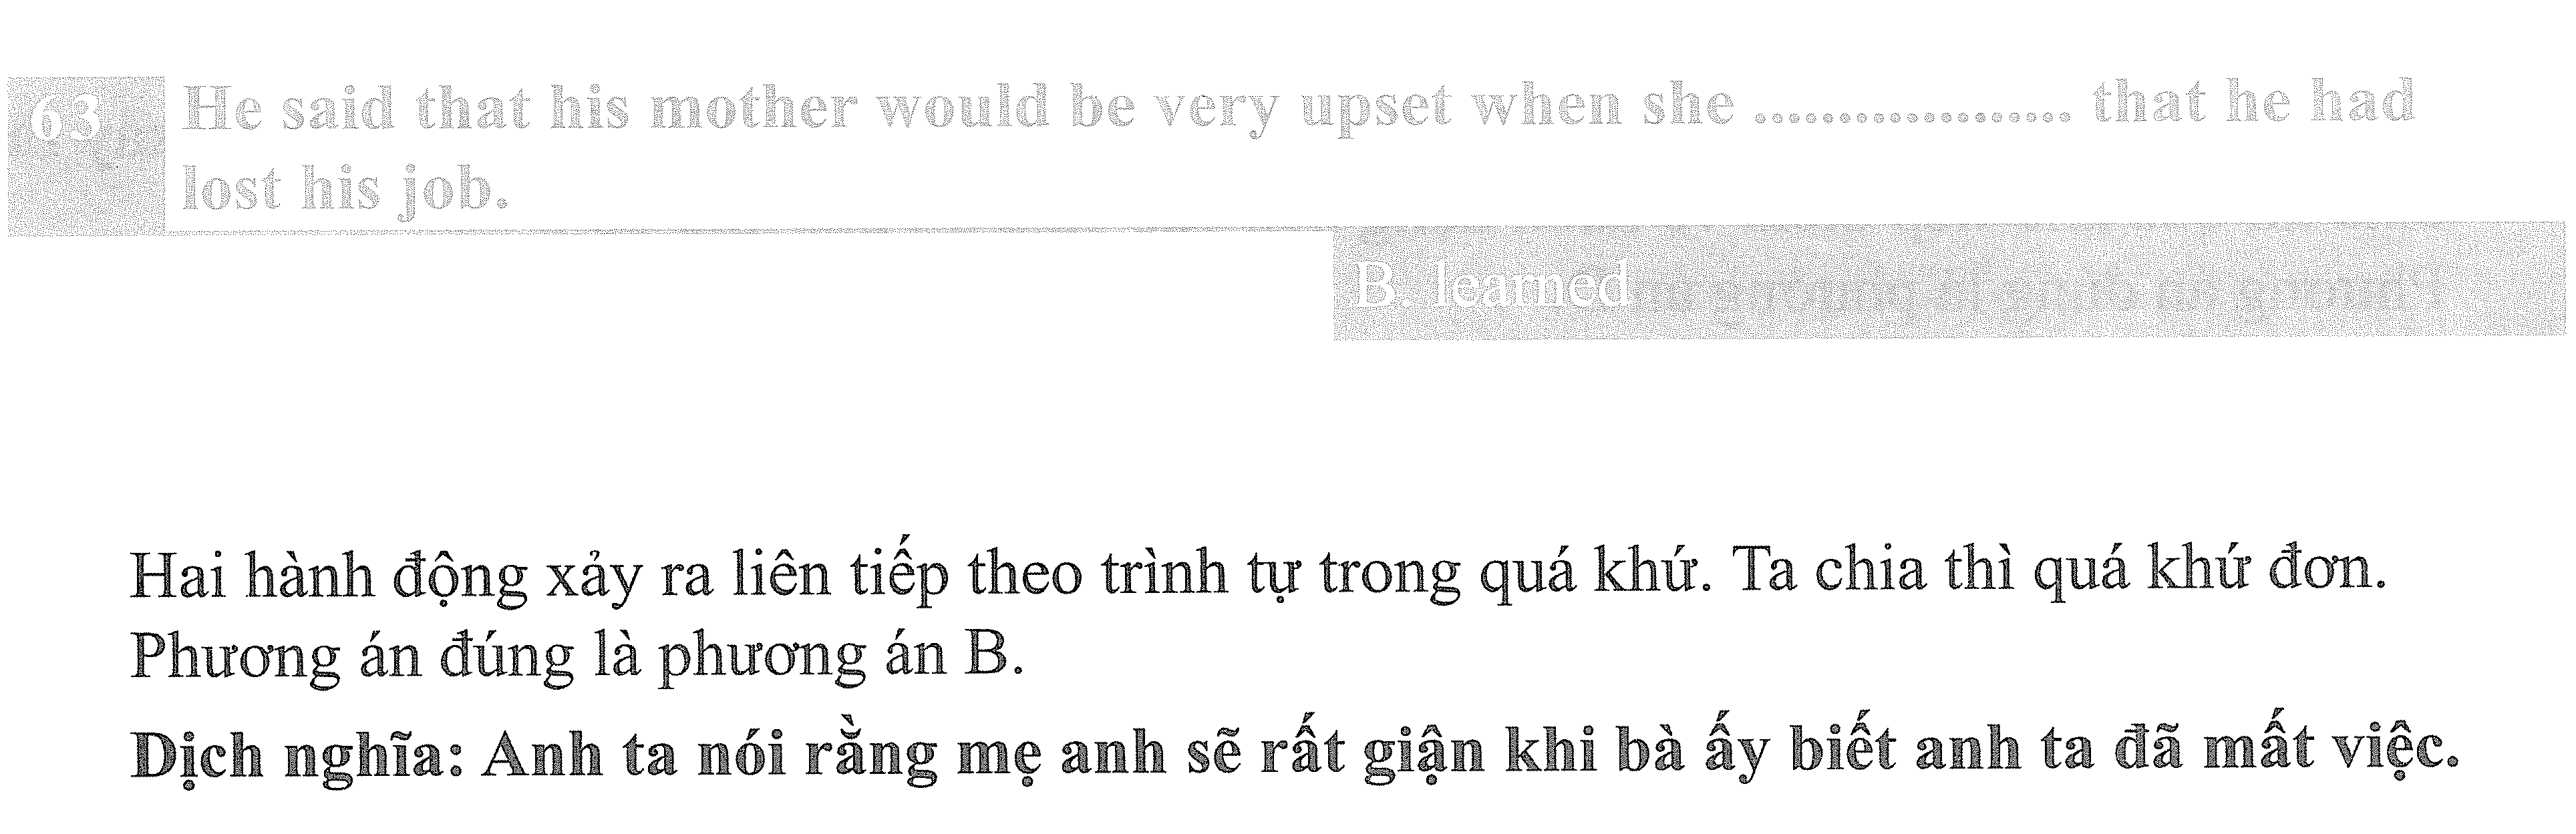 63 He said that his mother would be very upset when she ................... that he had
lost his job.
B. learned
Hai hành động xảy ra liên tiếp theo trình tự trong quá khứ. Ta chia thì quá khứ đơn.
Phương án đúng là phương án B.
Dịch nghĩa: Anh ta nói rằng mẹ anh sẽ rất giận khi bà ấy biết anh ta đã mất việc.